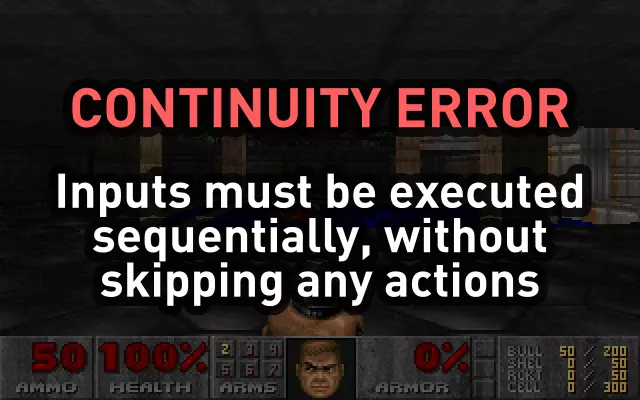 CONTINUITY ERROR
Inputs must be executed
sequentially, without
skipping any actions
50 100% 2 3 4 0% BULL 50 / 200
5 6 7 SHEL 0 / 50
RCKT 0 / 50
AMMO HEALTH ARMS ARMOR CELL 0 / 300